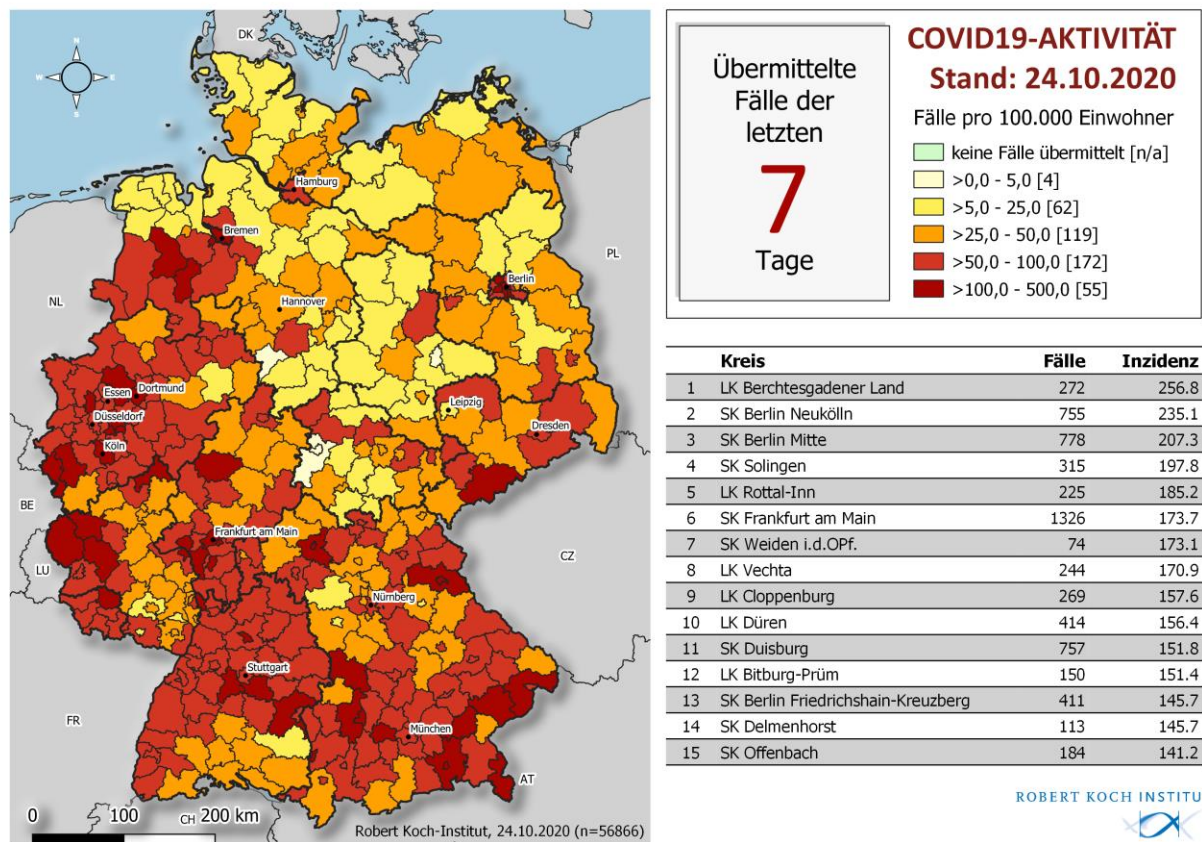 DK
N
W
E
S
Hamburg
Bremen
PL
Berlin
NL
Hannover
Essen
Dortmund
Düsseldorf
Leipzig
Köln
Dresden
BE
Frankfurt am Main
LU
CZ
Nürnberg
Stuttgart
FR
München
AT
0 100 200 km
CH
Robert Koch-Institut, 24.10.2020 (n=56866)
Übermittelte
Fälle der
letzten
7
Tage
COVID19-AKTIVITÄT
Stand: 24.10.2020
Fälle pro 100.000 Einwohner
keine Fälle übermittelt [n/a]
>0,0 - 5,0 [4]
>5,0 - 25,0 [62]
>25,0 - 50,0 [119]
>50,0 - 100,0 [172]
>100,0 - 500,0 [55]
Kreis Fälle Inzidenz
1 LK Berchtesgadener Land 272 256.8
2 SK Berlin Neukölln 755 235.1
3 SK Berlin Mitte 778 207.3
4 SK Solingen 315 197.8
5 LK Rottal-Inn 225 185.2
6 SK Frankfurt am Main 1326 173.7
7 SK Weiden i.d.OPf. 74 173.1
8 LK Vechta 244 170.9
9 LK Cloppenburg 269 157.6
10 LK Düren 414 156.4
11 SK Duisburg 757 151.8
12 LK Bitburg-Prüm 150 151.4
13 SK Berlin Friedrichshain-Kreuzberg 411 145.7
14 SK Delmenhorst 113 145.7
15 SK Offenbach 184 141.2
ROBERT KOCH INSTITU